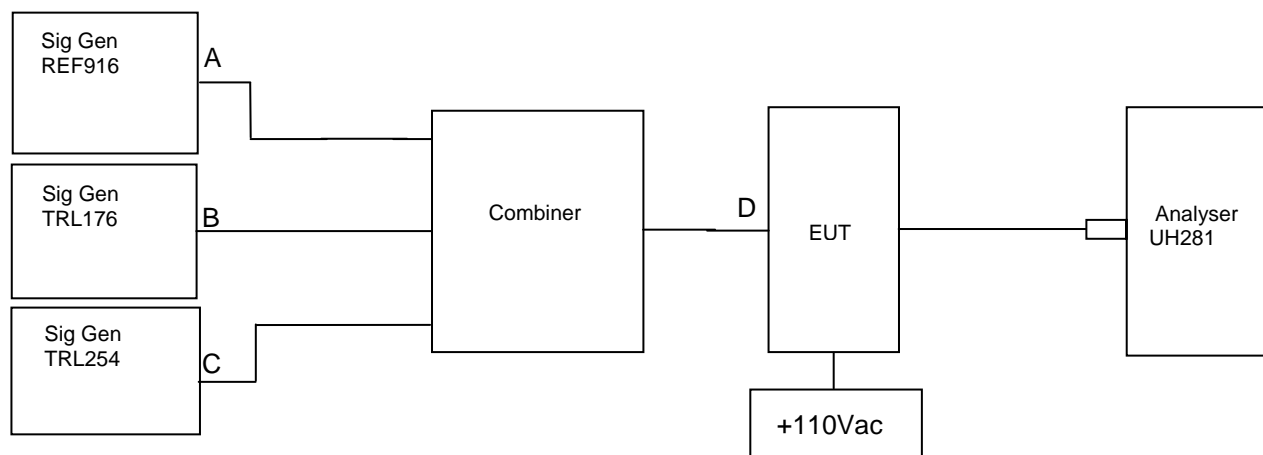 Sig Gen
REF916
A
Sig Gen
TRL176
B
Sig Gen
TRL254
C
Combiner
D
EUT
+110Vac
Analyser
UH281